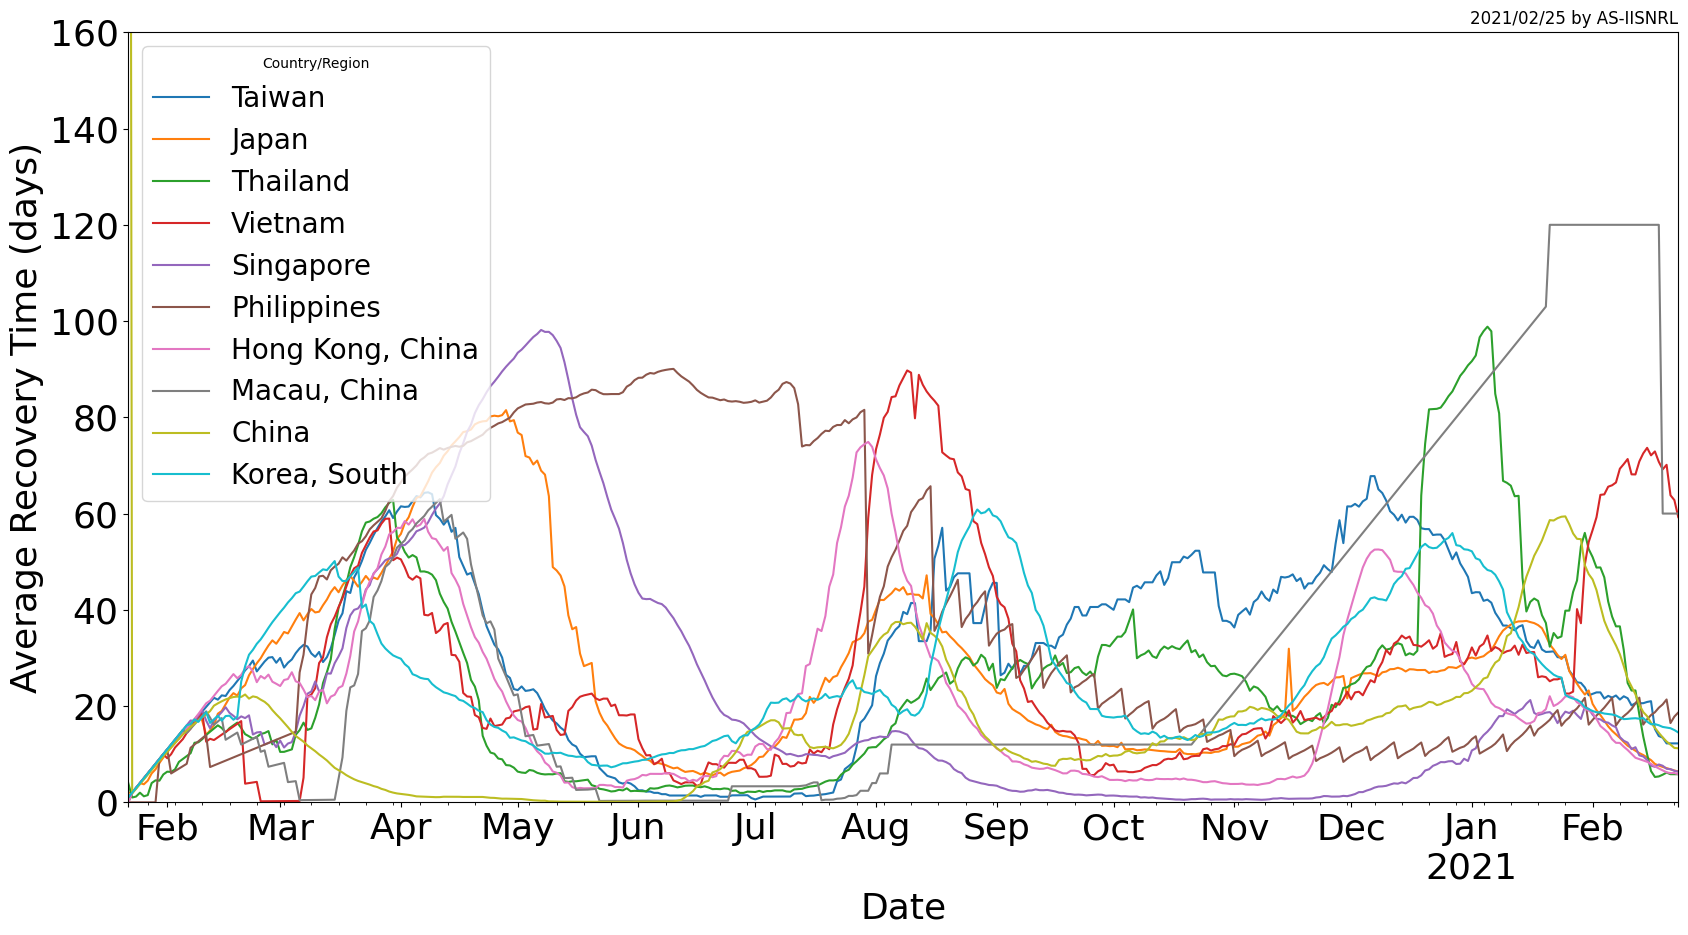 2021/02/25 by AS-IISNRL
Average Recovery Time (days)
160
140
120
100
80
60
40
20
0
Country/Region
Taiwan
Japan
Thailand
Vietnam
Singapore
Philippines
Hong Kong, China
Macau, China
China
Korea, South
Feb Mar Apr May Jun Jul Aug Sep Oct Nov Dec Jan Feb
2021
Date